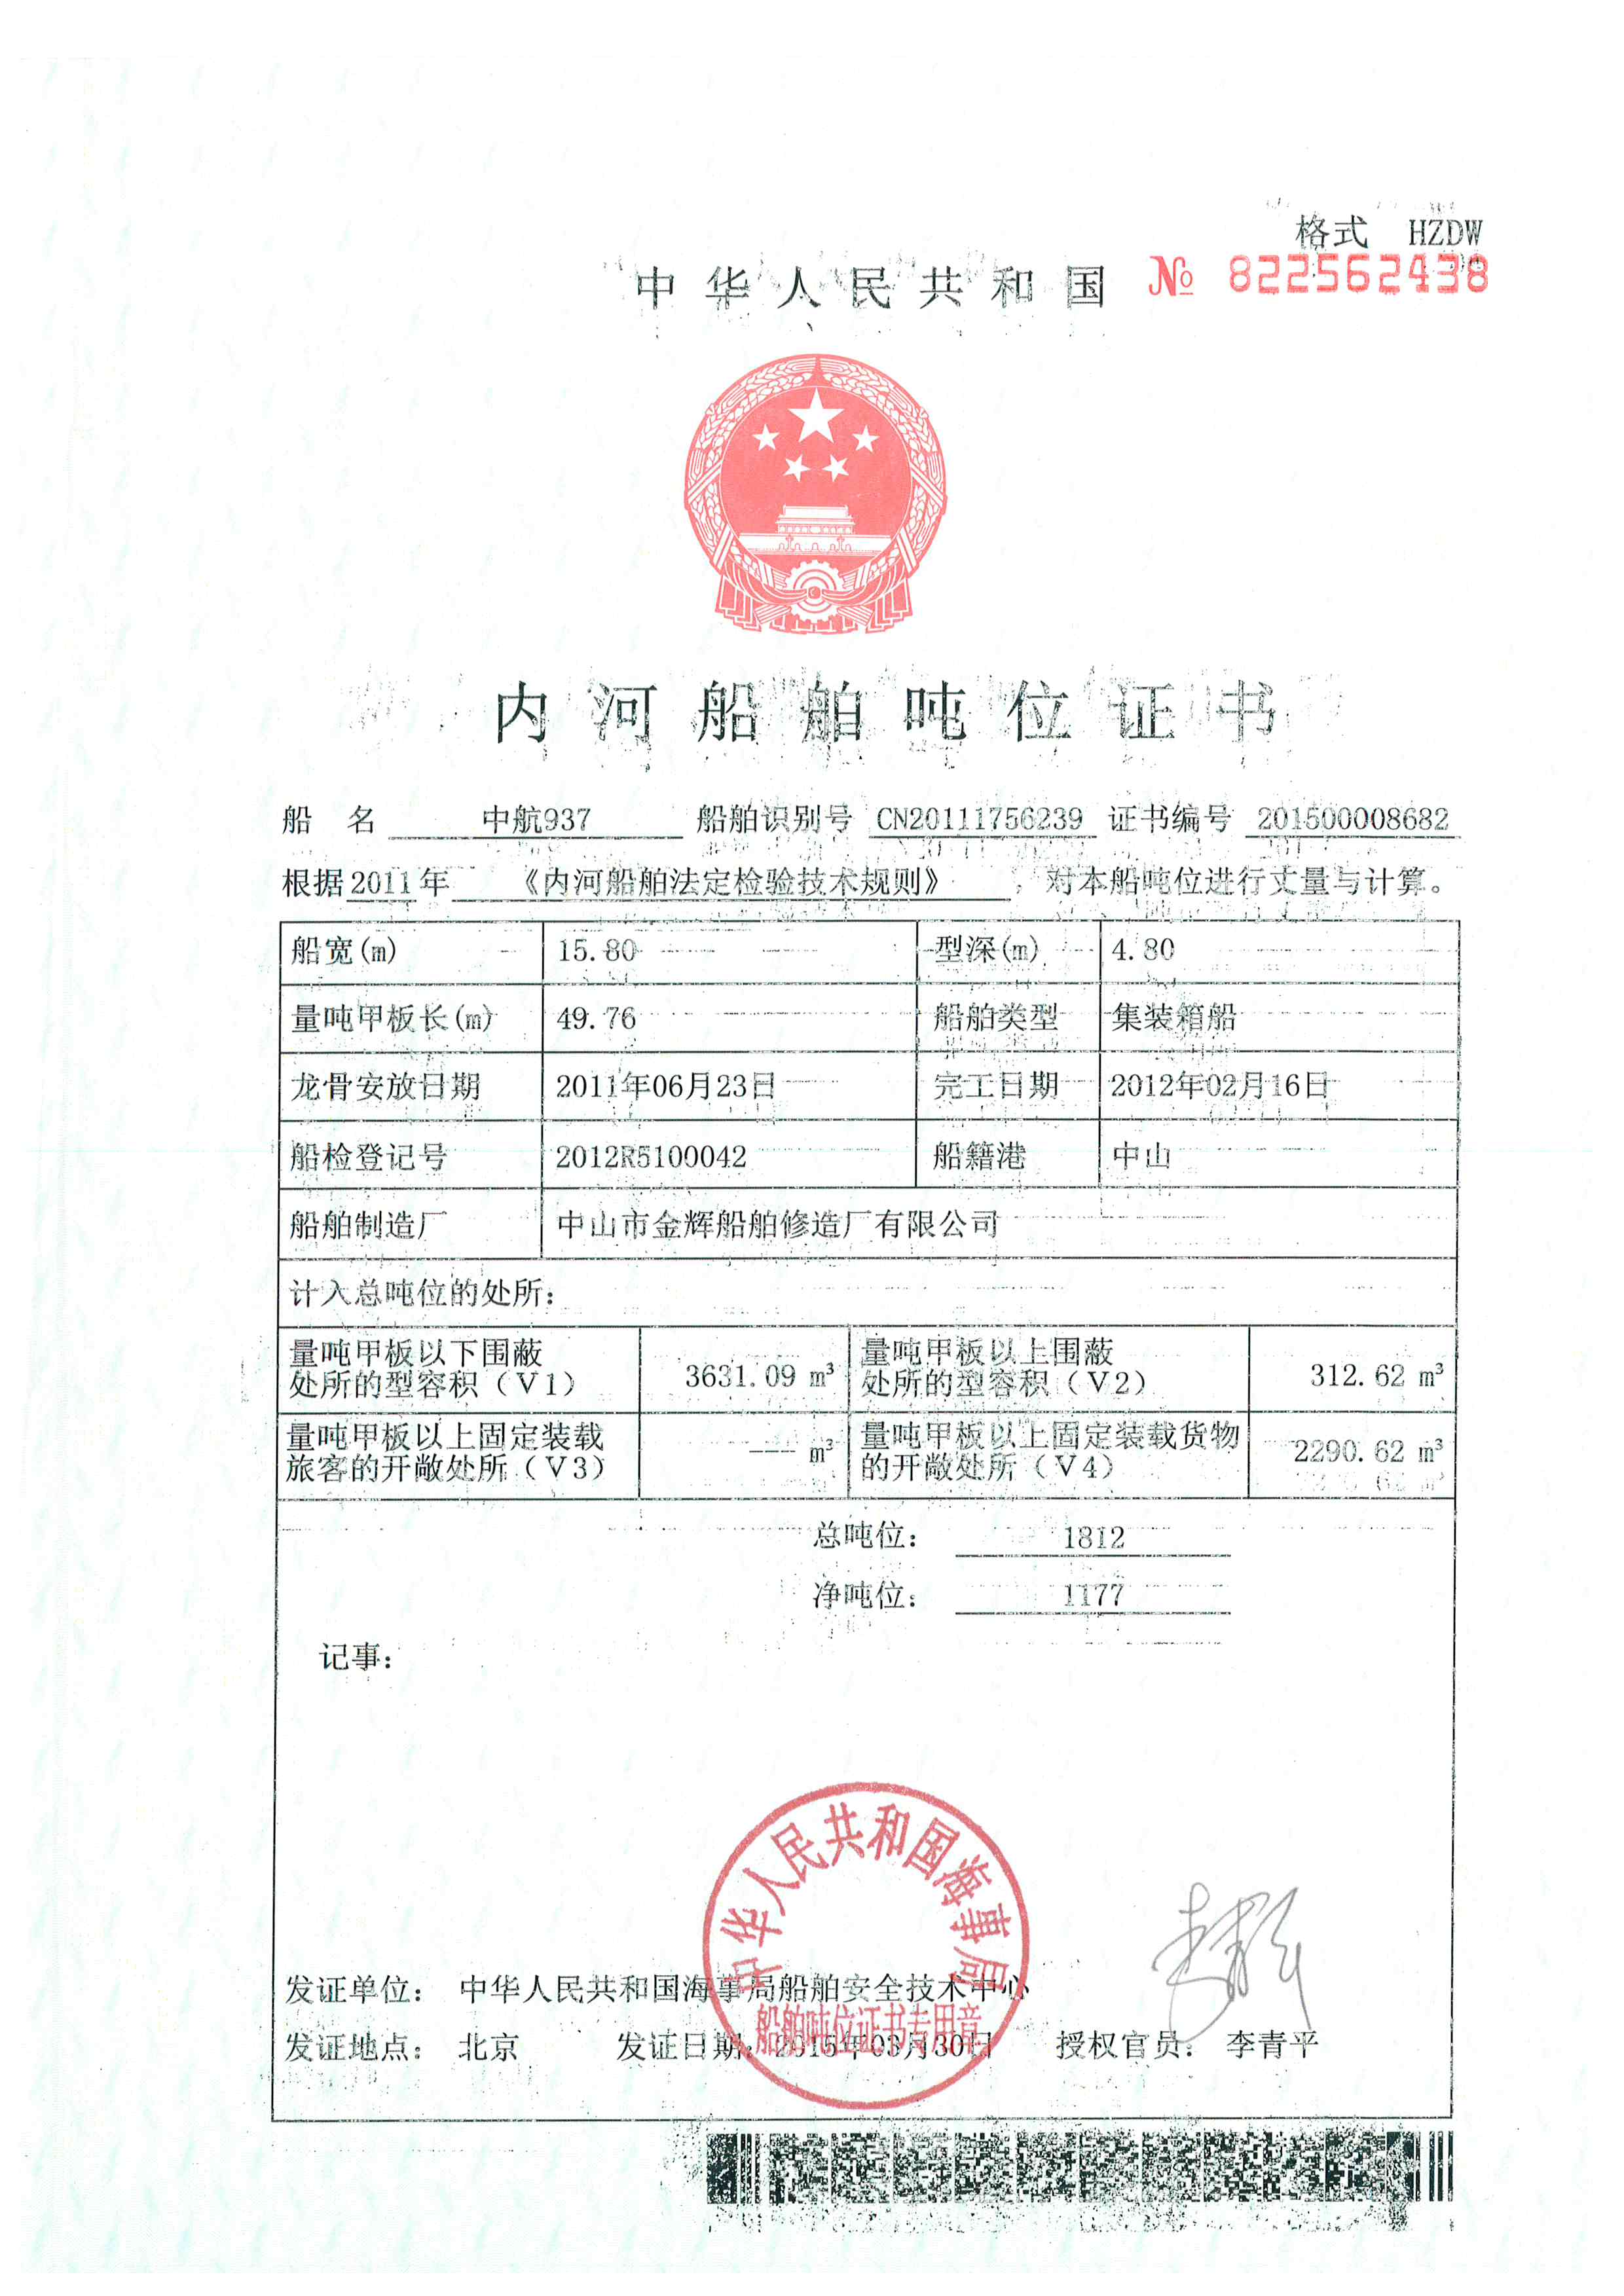 格式 HZDW
中华人民共和国 № 822562438
内河船舶吨位证书
船 名 中航937 船舶识别号 CN20111756239 证书编号 201500008682
根据2011年 《内河船舶法定检验技术规则》 ,对本船吨位进行丈量与计算。
船宽(m) 15.80 型深(m) 4.80
量吨甲板长(m) 49.76 船舶类型 集装箱船
龙骨安放日期 2011年06月23日 完工日期 2012年02月16日
船检登记号 2012R5100042 船籍港 中山
船舶制造厂 中山市金辉船舶修造厂有限公司
计入总吨位的处所:
量吨甲板以下围蔽
处所的型容积(V1) 3631.09 m³
量吨甲板以上围蔽
处所的型容积(V2) 312.62 m³
量吨甲板以上固定装载
旅客的开敞处所(V3) --- m³
量吨甲板以上固定装载货物
的开敞处所(V4) 2290.62 m³
总吨位: 1812
净吨位: 1177
记事:
中华人民共和国海事局
船舶吨位证书专用章
发证单位: 中华人民共和国海事局船舶安全技术中心
发证地点: 北京 发证日期: 2015年03月30日 授权官员: 李青平